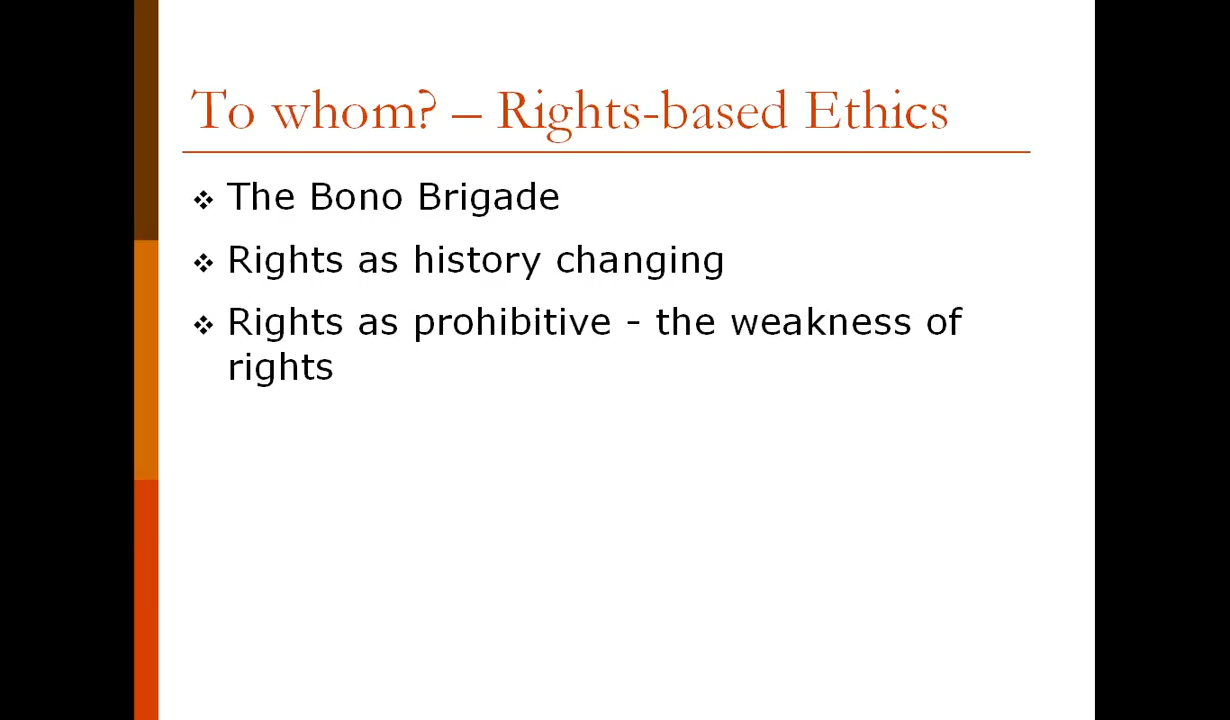 To whom? – Rights-based Ethics
❖ The Bono Brigade
❖ Rights as history changing
❖ Rights as prohibitive - the weakness of
rights